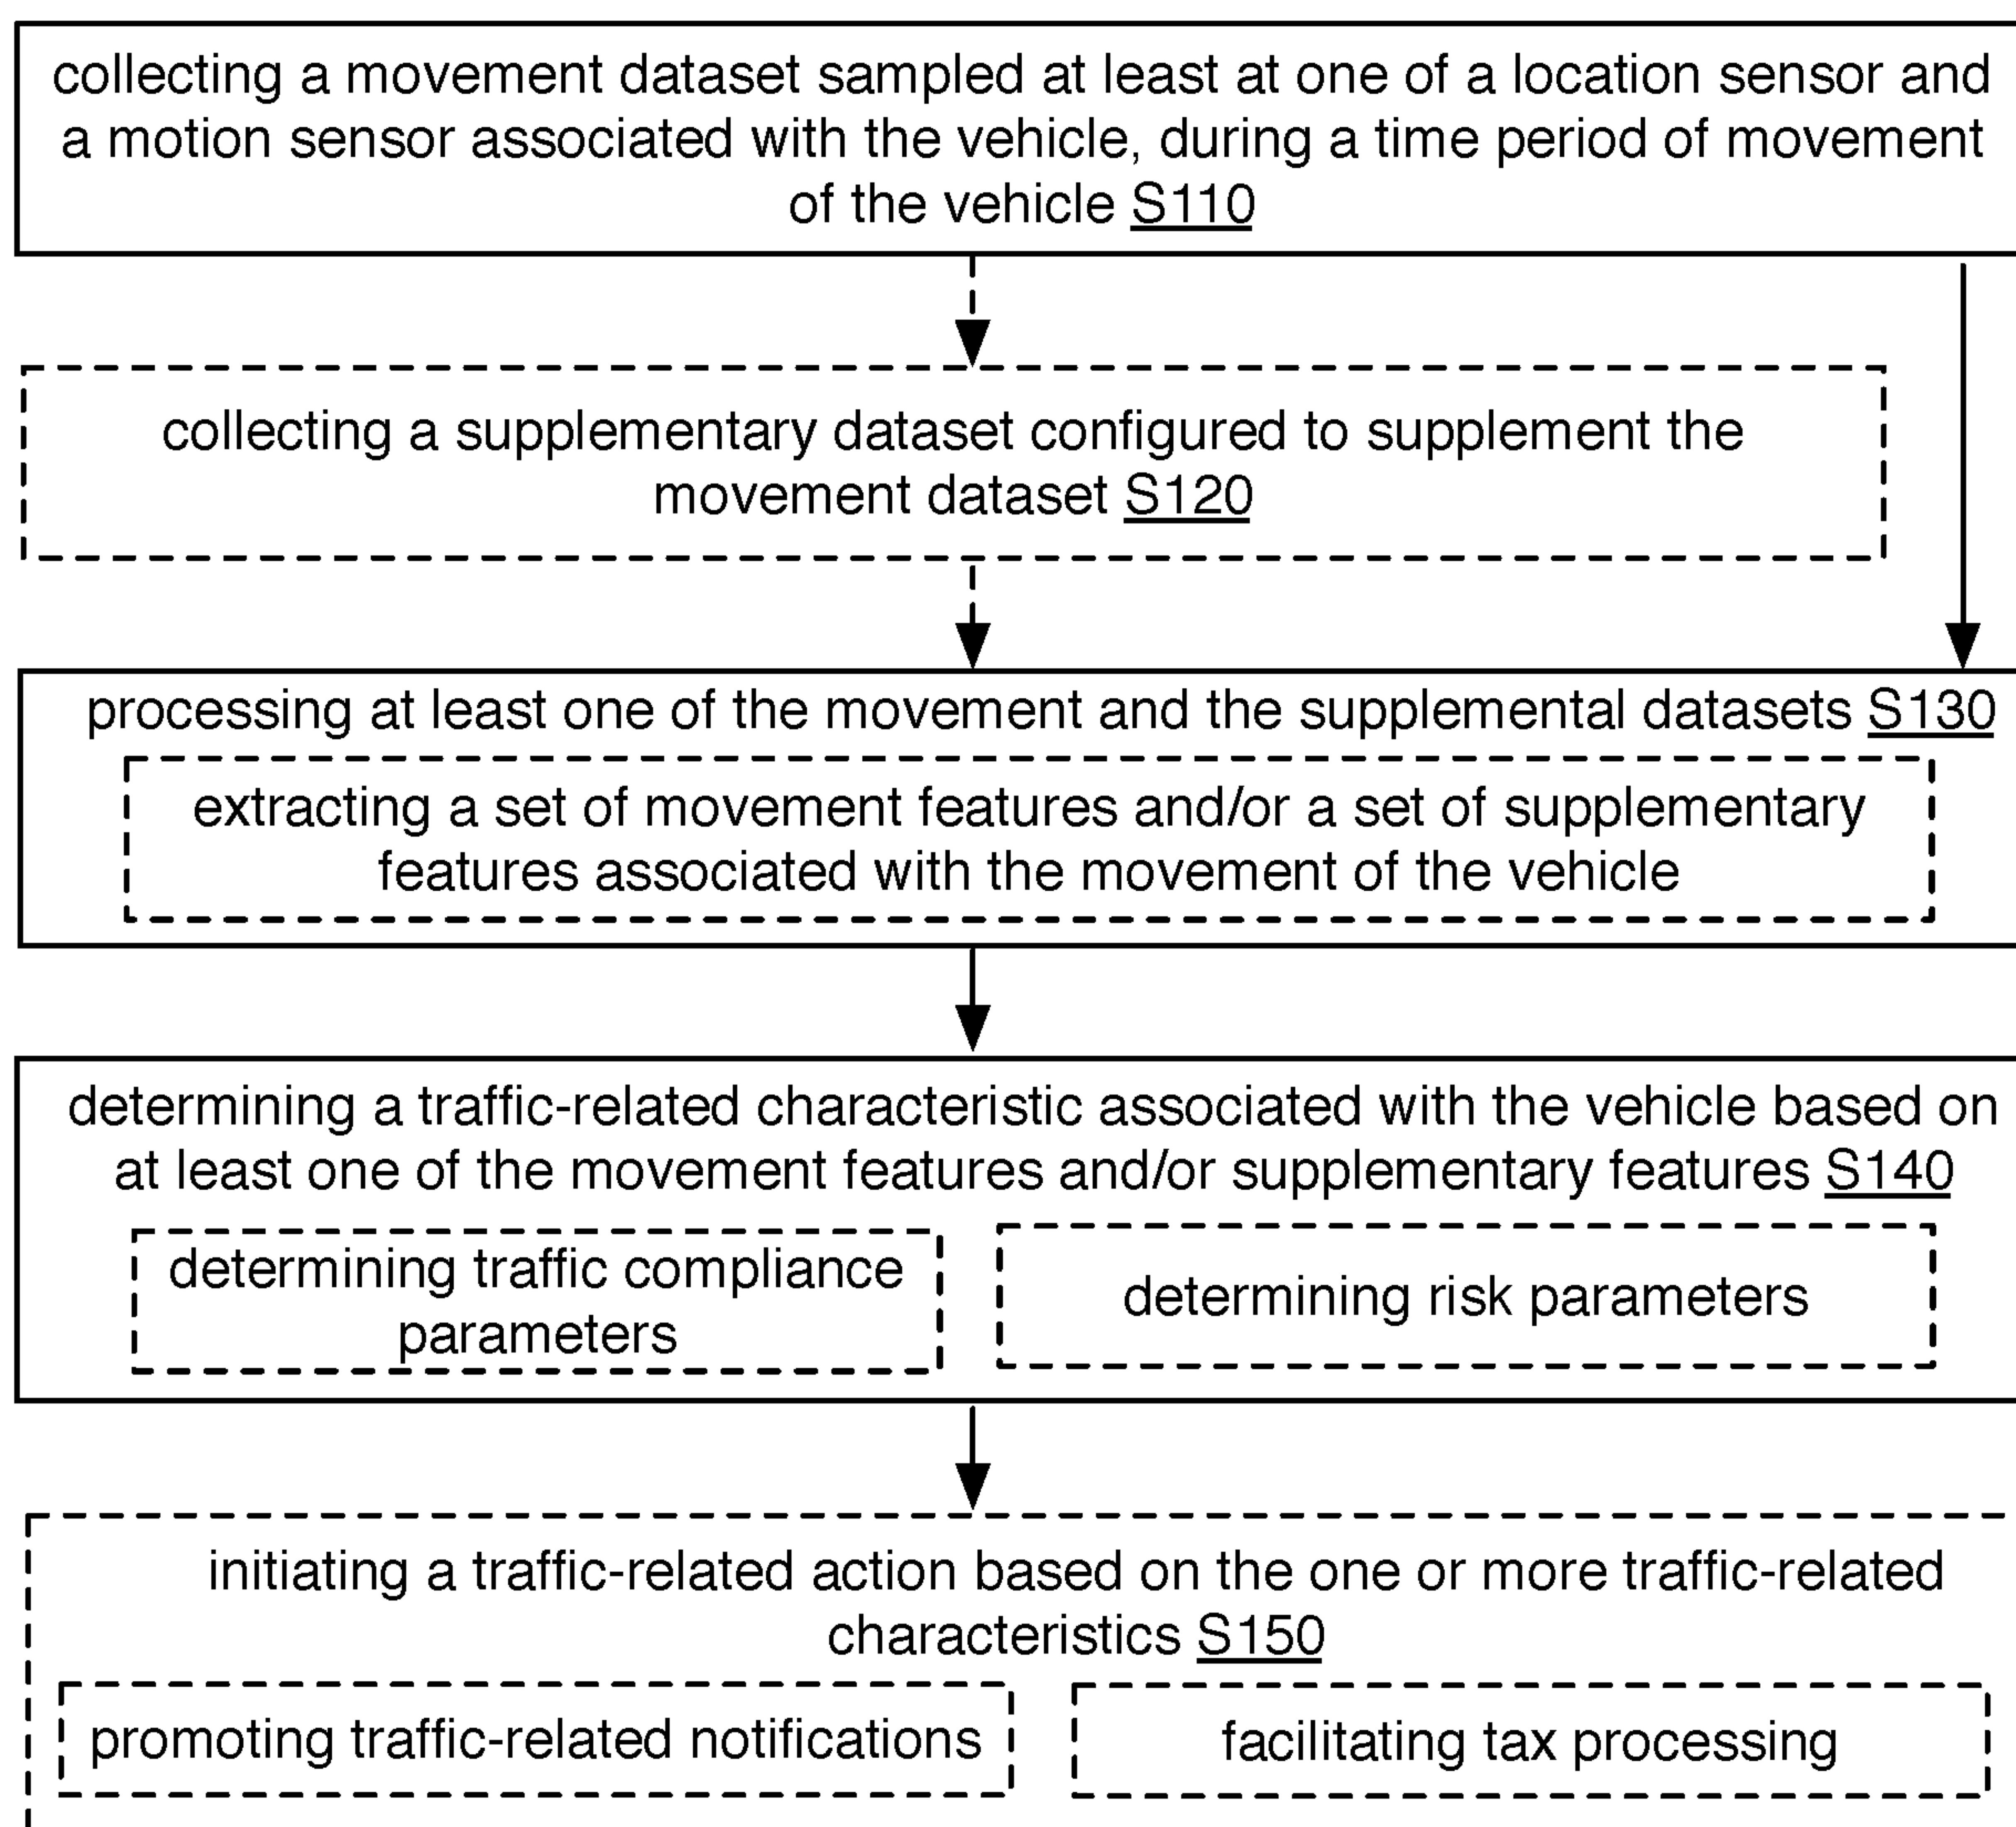 collecting a movement dataset sampled at least at one of a location sensor and
a motion sensor associated with the vehicle, during a time period of movement
of the vehicle S110
collecting a supplementary dataset configured to supplement the
movement dataset S120
processing at least one of the movement and the supplemental datasets S130
extracting a set of movement features and/or a set of supplementary
features associated with the movement of the vehicle
determining a traffic-related characteristic associated with the vehicle based on
at least one of the movement features and/or supplementary features S140
determining traffic compliance
parameters
determining risk parameters
initiating a traffic-related action based on the one or more traffic-related
characteristics S150
promoting traffic-related notifications
facilitating tax processing